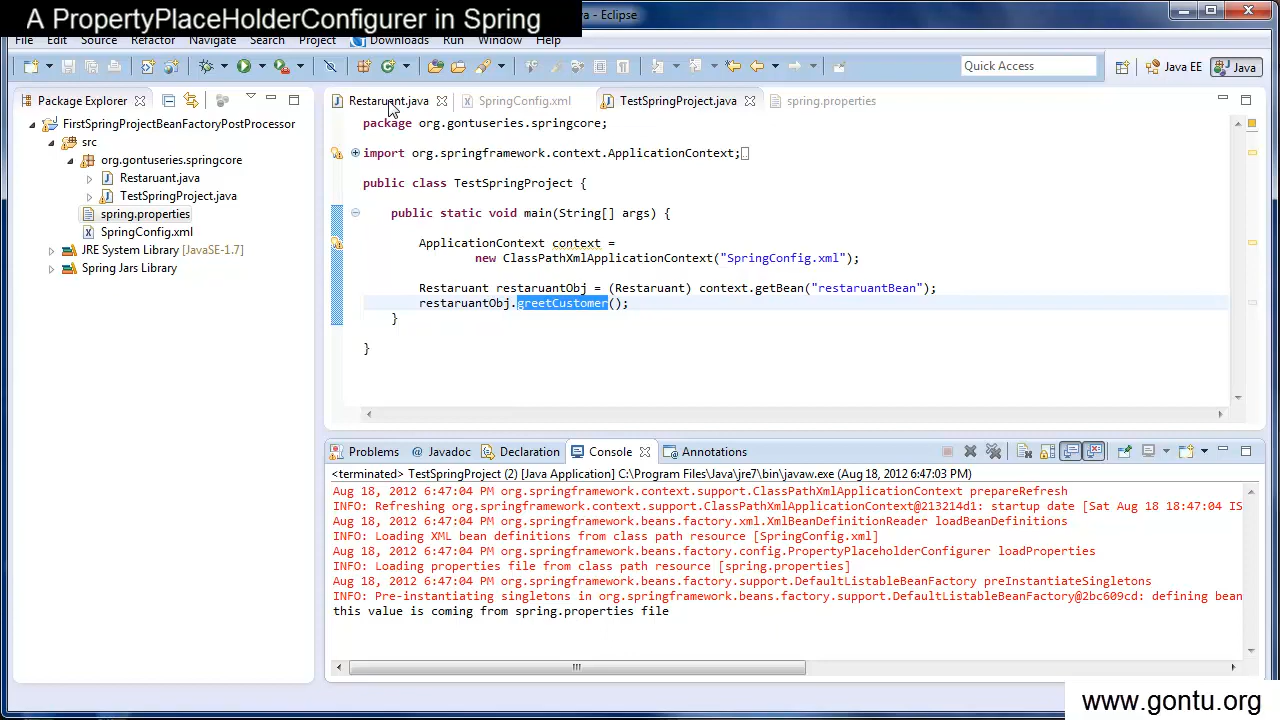 A PropertyPlaceHolderConfigurer in Spring
- Eclipse
File Edit Source Refactor Navigate Search Project Downloads Run Window Help
Quick Access
Java EE
Java
Package Explorer
FirstSpringProjectBeanFactoryPostProcessor
src
org.gontuseries.springcore
Restaruant.java
TestSpringProject.java
spring.properties
SpringConfig.xml
JRE System Library [JavaSE-1.7]
Spring Jars Library
Restaruant.java SpringConfig.xml TestSpringProject.java spring.properties
package org.gontuseries.springcore;
import org.springframework.context.ApplicationContext;
public class TestSpringProject {
public static void main(String[] args) {
ApplicationContext context =
new ClassPathXmlApplicationContext("SpringConfig.xml");
Restaruant restaruantObj = (Restaruant) context.getBean("restaruantBean");
restaruantObj.greetCustomer();
}
}
Problems Javadoc Declaration Console Annotations
<terminated> TestSpringProject (2) [Java Application] C:\Program Files\Java\jre7\bin\javaw.exe (Aug 18, 2012 6:47:03 PM)
Aug 18, 2012 6:47:04 PM org.springframework.context.support.ClassPathXmlApplicationContext prepareRefresh
INFO: Refreshing org.springframework.context.support.ClassPathXmlApplicationContext@213214d1: startup date [Sat Aug 18 18:47:04 IS
Aug 18, 2012 6:47:04 PM org.springframework.beans.factory.xml.XmlBeanDefinitionReader loadBeanDefinitions
INFO: Loading XML bean definitions from class path resource [SpringConfig.xml]
Aug 18, 2012 6:47:04 PM org.springframework.beans.factory.config.PropertyPlaceholderConfigurer loadProperties
INFO: Loading properties file from class path resource [spring.properties]
Aug 18, 2012 6:47:04 PM org.springframework.beans.factory.support.DefaultListableBeanFactory preInstantiateSingletons
INFO: Pre-instantiating singletons in org.springframework.beans.factory.support.DefaultListableBeanFactory@2bc609cd: defining bean
this value is coming from spring.properties file
www.gontu.org